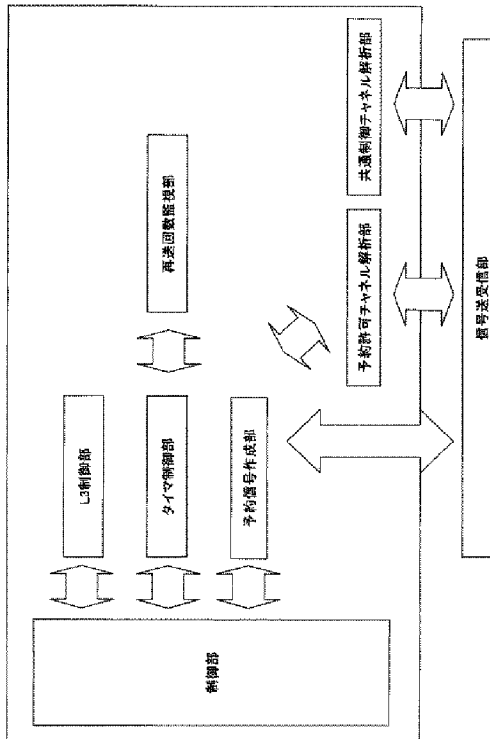 制御部
L3制御部
タイマ制御部
予約信号作成部
再送回数監視部
予約許可チャネル解析部
共通制御チャネル解析部
信号送受信部